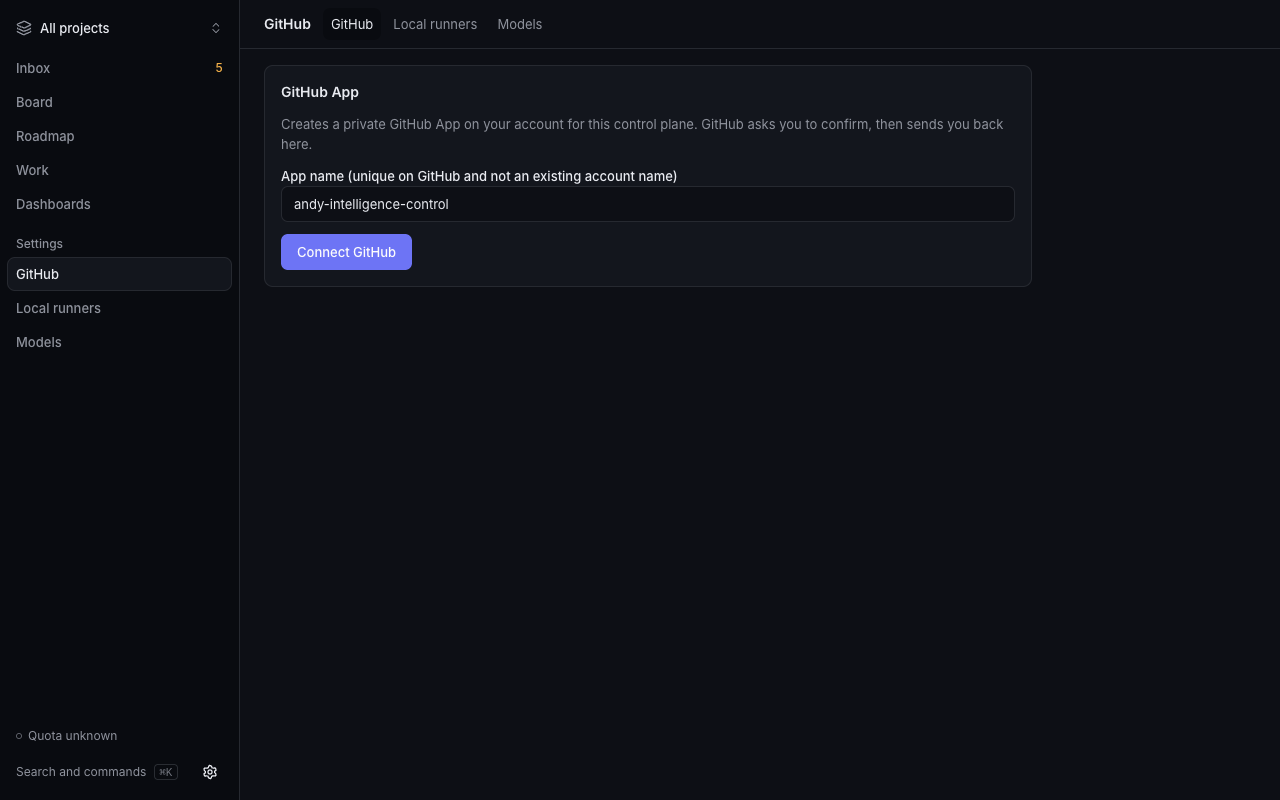 All projects
Inbox 5
Board
Roadmap
Work
Dashboards
Settings
GitHub
Local runners
Models
Quota unknown
Search and commands ⌘K
GitHub GitHub Local runners Models
GitHub App
Creates a private GitHub App on your account for this control plane. GitHub asks you to confirm, then sends you back
here.
App name (unique on GitHub and not an existing account name)
andy-intelligence-control
Connect GitHub